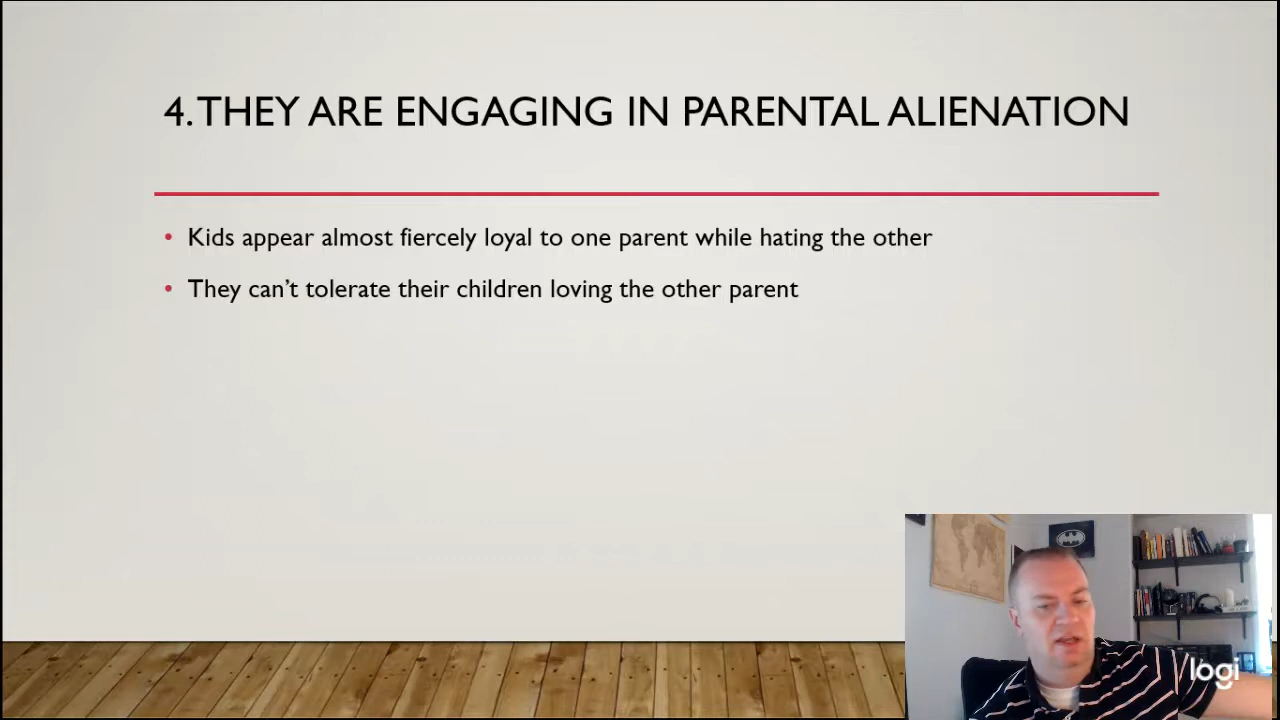 4. THEY ARE ENGAGING IN PARENTAL ALIENATION
• Kids appear almost fiercely loyal to one parent while hating the other
• They can't tolerate their children loving the other parent
logi